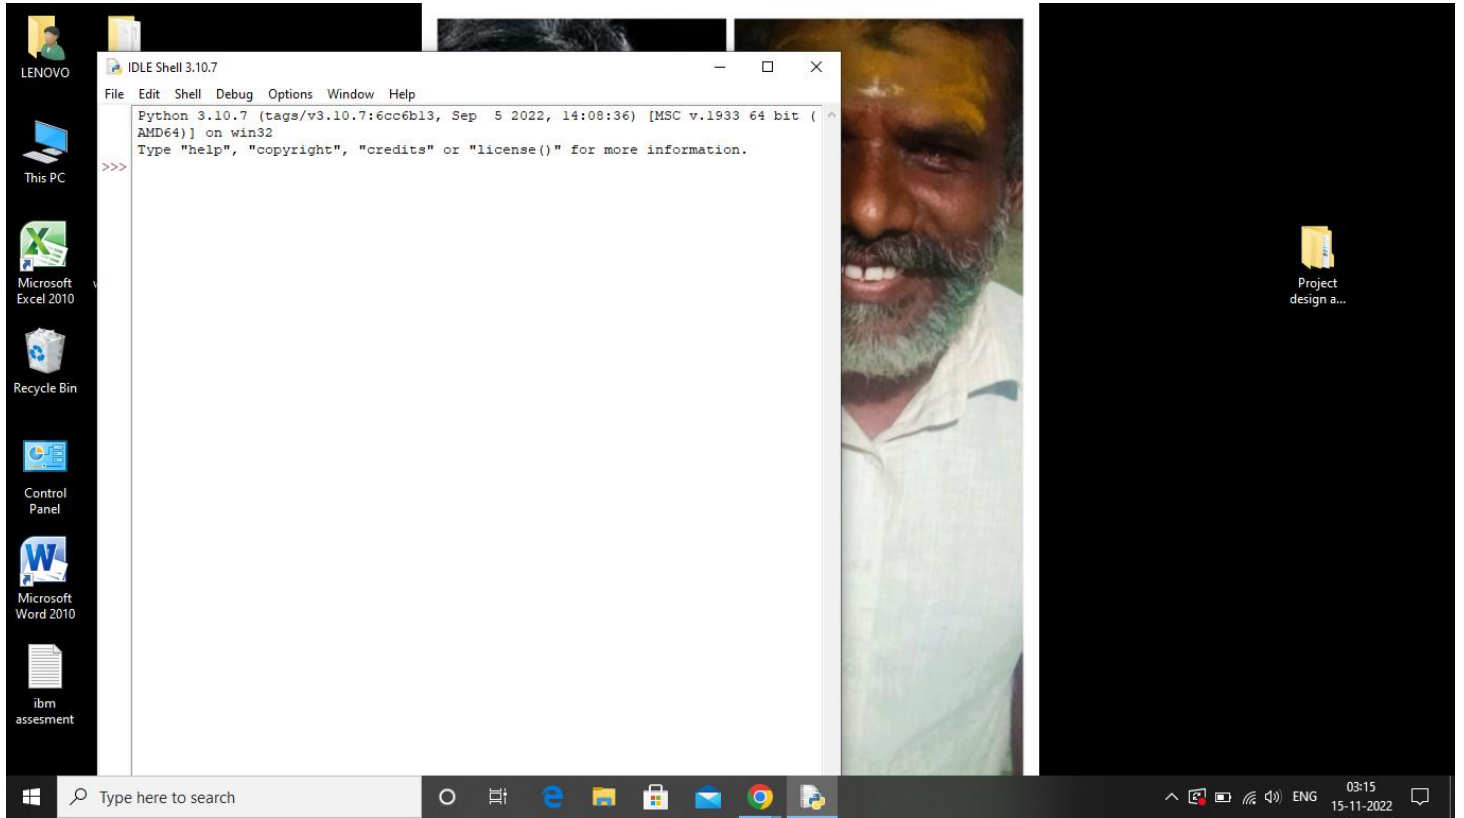 LENOVO
This PC
Microsoft
Excel 2010
Recycle Bin
Control
Panel
Microsoft
Word 2010
ibm
assesment
IDLE Shell 3.10.7
File Edit Shell Debug Options Window Help
Python 3.10.7 (tags/v3.10.7:6cc6b13, Sep  5 2022, 14:08:36) [MSC v.1933 64 bit (
AMD64)] on win32
Type "help", "copyright", "credits" or "license()" for more information.
>>>
Project
design a...
Type here to search
ENG
03:15
15-11-2022